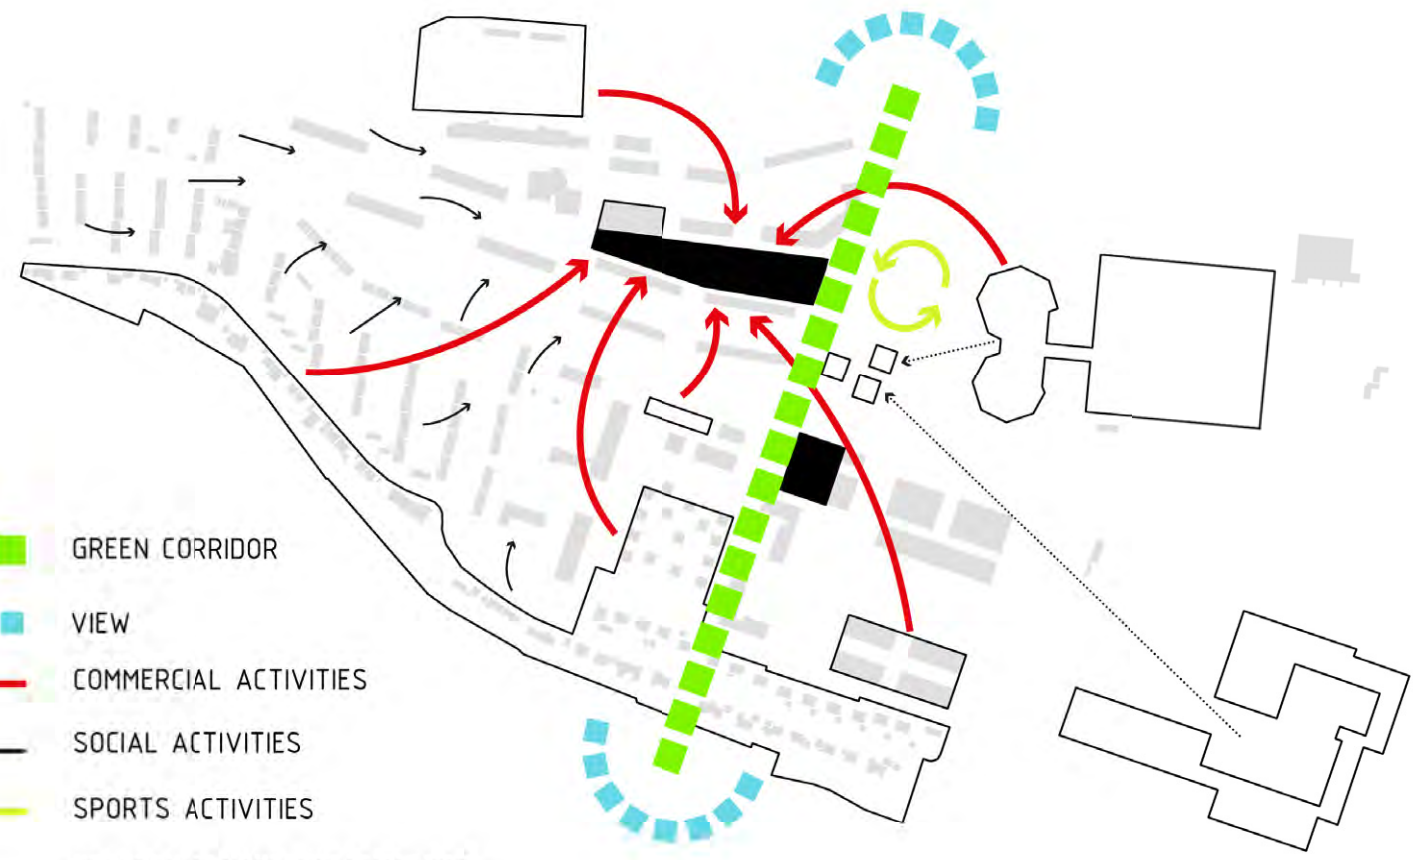 GREEN CORRIDOR
VIEW
COMMERCIAL ACTIVITIES
SOCIAL ACTIVITIES
SPORTS ACTIVITIES